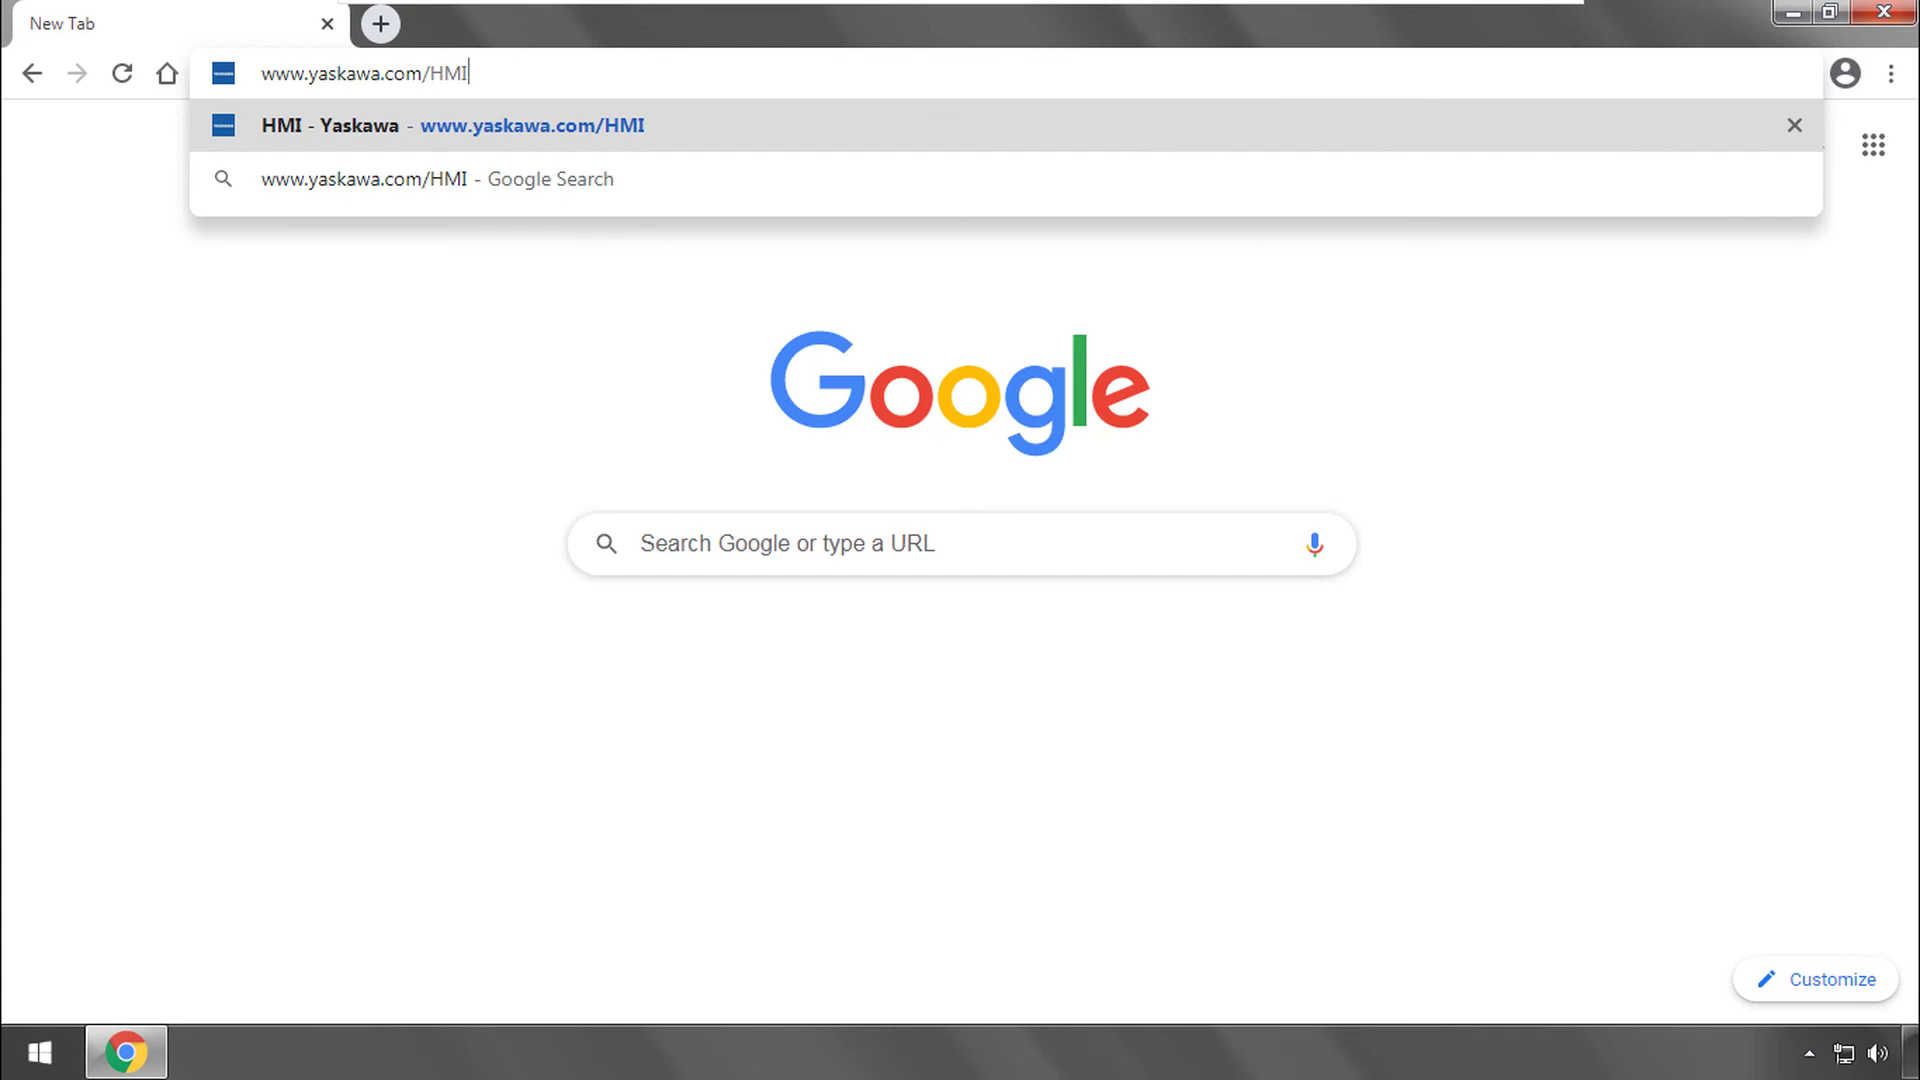 New Tab
www.yaskawa.com/HMI
HMI - Yaskawa - www.yaskawa.com/HMI
www.yaskawa.com/HMI - Google Search
Google
Search Google or type a URL
Customize